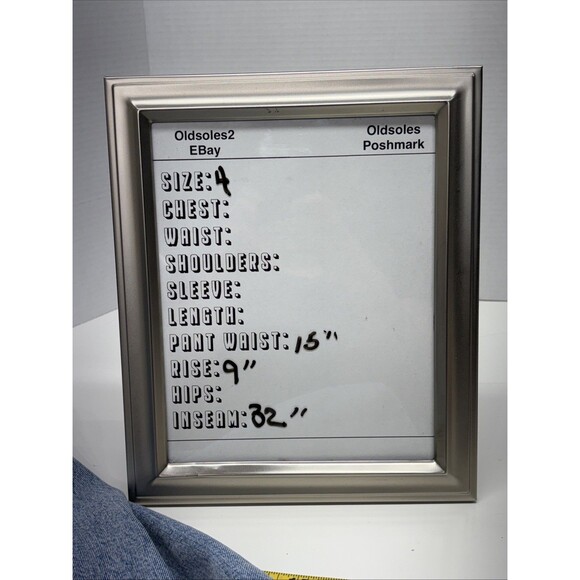 Oldsoles2 Oldsoles
EBay Poshmark
SIZE: 4
CHEST:
WAIST:
SHOULDERS:
SLEEVE:
LENGTH:
PANT WAIST: 15"
RISE: 9"
HIPS:
INSEAM: 32"